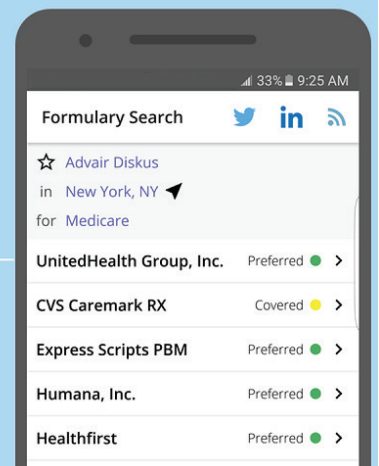 33% 9:25 AM
Formulary Search in
Advair Diskus
in New York, NY
for Medicare
UnitedHealth Group, Inc. Preferred
CVS Caremark RX Covered
Express Scripts PBM Preferred
Humana, Inc. Preferred
Healthfirst Preferred